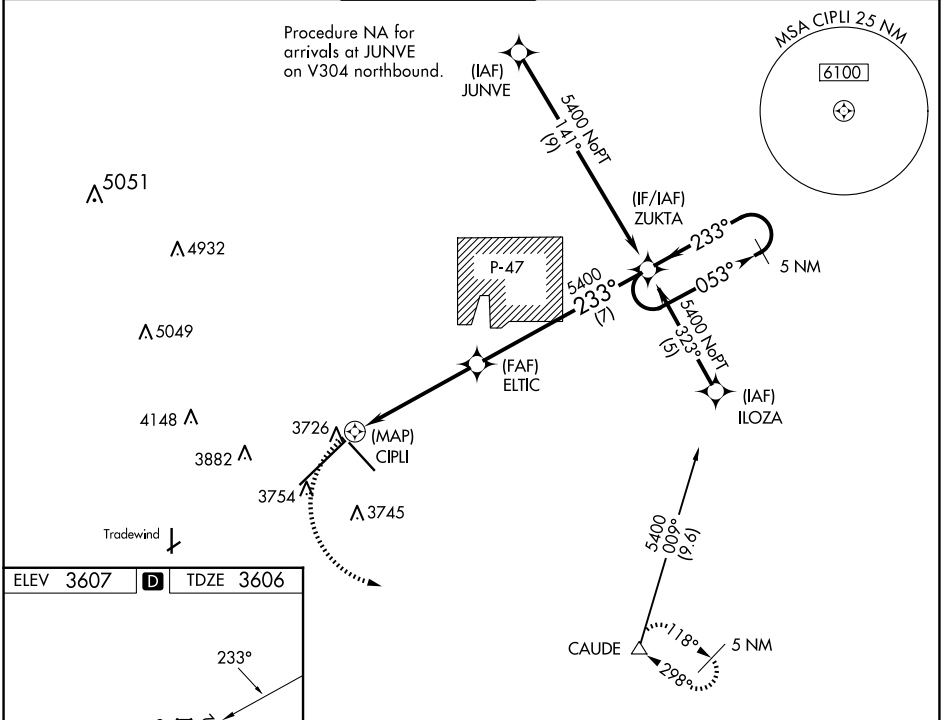 Procedure NA for
arrivals at JUNVE
on V304 northbound.
(IAF)
JUNVE
MSA CIPLI 25 NM
6100
5400 NoPT
141°
(9)
5051
4932
(IF/IAF)
ZUKTA
233°
053°
5 NM
P-47
5400
233°
(7)
5400 NoPT
323°
(5)
5049
(FAF)
ELTIC
(IAF)
ILOZA
4148
3726
(MAP)
CIPLI
3882
3754
3745
Tradewind
5400
009°
(9.6)
ELEV 3607 D TDZE 3606
CAUDE
118°
298°
5 NM
233°